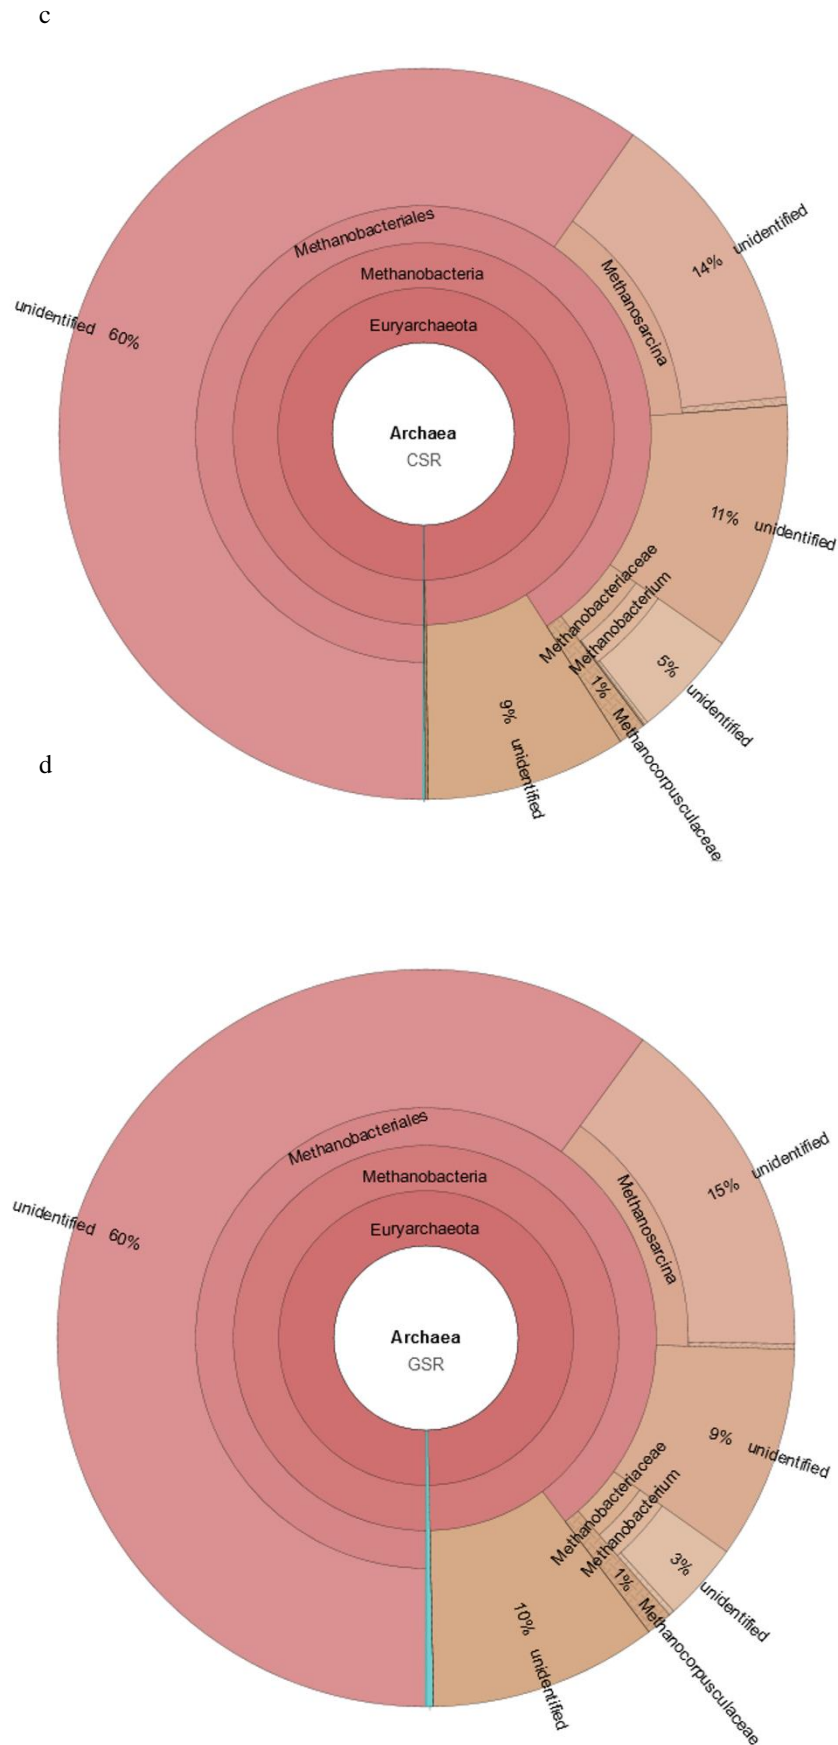 c
Methanobacteriales
Methanobacteria
Euryarchaeota
Archaea
CSR
unidentified 60%
14% unidentified
Methanosarcina
11% unidentified
Methanobacteriaceae
Methanobacterium
5% unidentified
1% Methanocorpusculaceae
9% unidentified
d
Methanobacteriales
Methanobacteria
Euryarchaeota
Archaea
GSR
unidentified 60%
15% unidentified
Methanosarcina
9% unidentified
Methanobacteriaceae
Methanobacterium
3% unidentified
1% Methanocorpusculaceae
10% unidentified